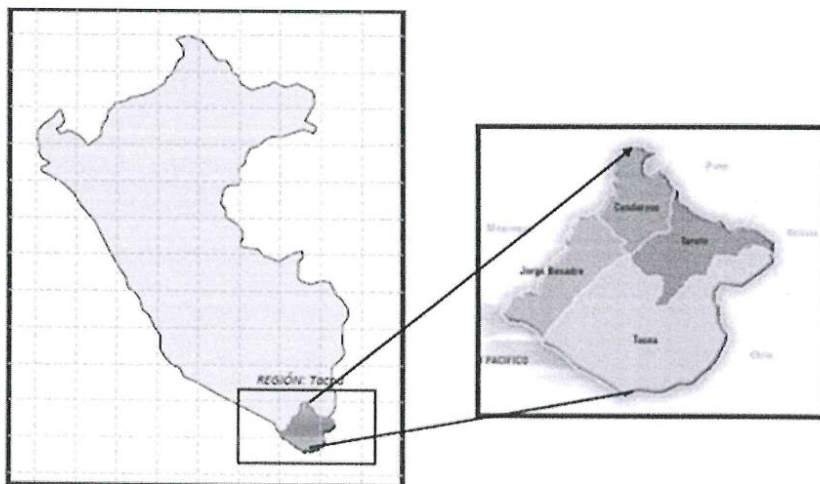 REGIÓN: Tacna
Puno
Candarave
Tarata
Bolivia
Jorge Basadre
Tacna
Chile
PACIFICO